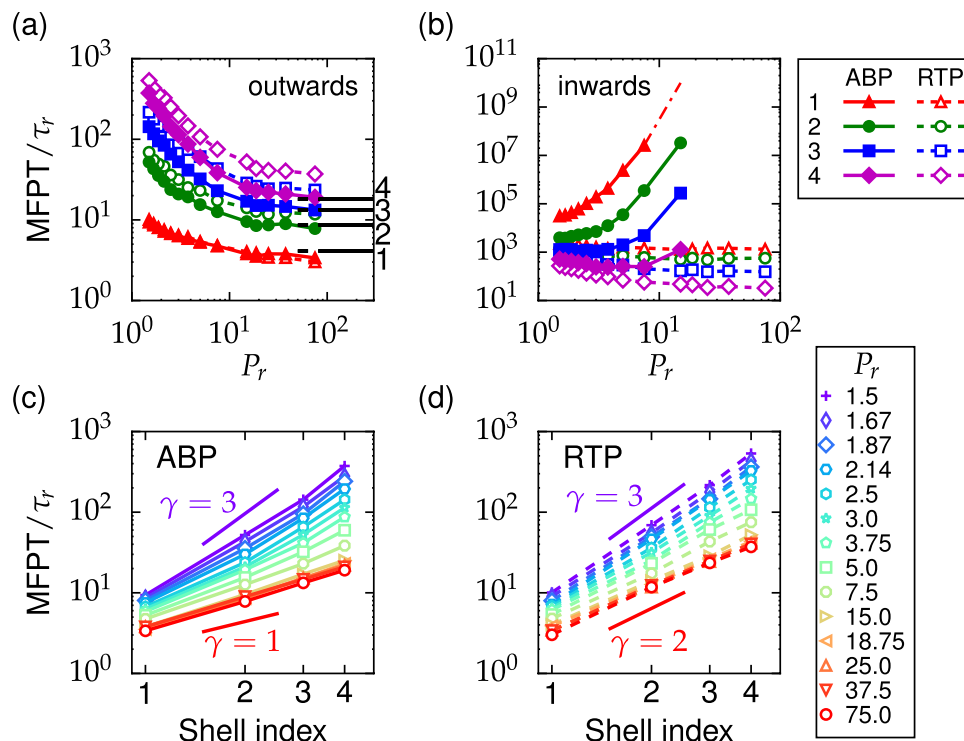 (a)
MFPT/τ_r
10^3
10^2
10^1
10^0
outwards
4
3
2
1
10^0 10^1 10^2
P_r
(b)
10^11
10^9
10^7
10^5
10^3
10^1
inwards
10^0 10^1 10^2
P_r
ABP RTP
1
2
3
4
(c)
MFPT/τ_r
10^3
10^2
10^1
10^0
ABP
γ = 3
γ = 1
1 2 3 4
Shell index
(d)
10^3
10^2
10^1
10^0
RTP
γ = 3
γ = 2
1 2 3 4
Shell index
P_r
1.5
1.67
1.87
2.14
2.5
3.0
3.75
5.0
7.5
15.0
18.75
25.0
37.5
75.0